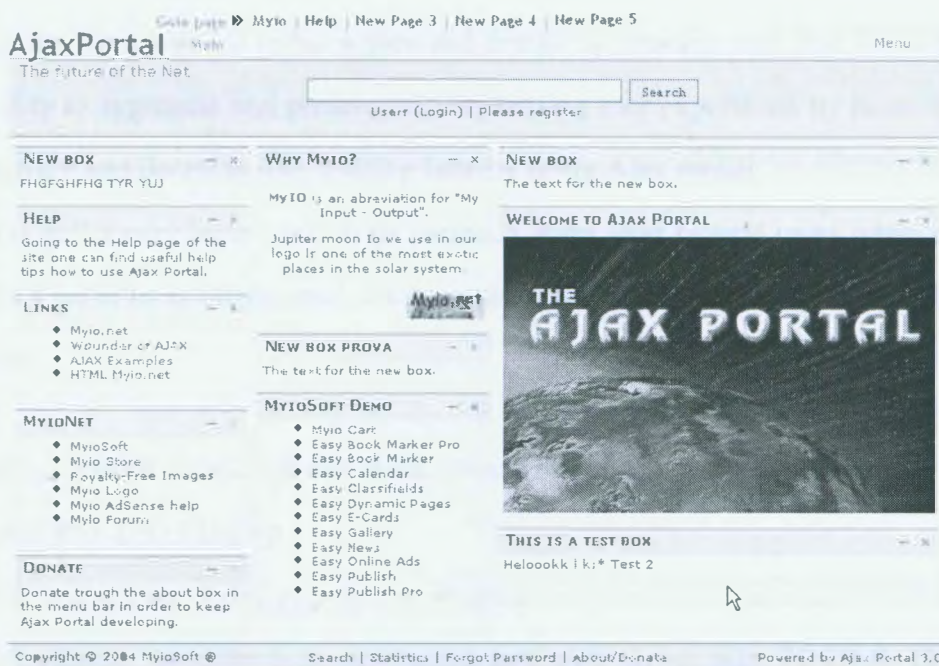 Goto page » Myio | Help | New Page 3 | New Page 4 | New Page 5
AjaxPortal Myio
Menu
The future of the Net
Search
User: (Login) | Please register
NEW BOX
FHGFGHFHG TYR YUJ
HELP
Going to the Help page of the
site one can find useful help
tips how to use Ajax Portal.
LINKS
Myio.net
Wounder of AJAX
AJAX Examples
HTML Myio.net
MYIONET
MyioSoft
Myio Store
Royalty-Free Images
Myio Logo
Myio AdSense help
Myio Forum
DONATE
Donate trough the about box in
the menu bar in order to keep
Ajax Portal developing.
WHY MYIO?
MyIO is an abreviation for "My
Input - Output".
Jupiter moon Io we use in our
logo Ir one of the most exotic
places in the solar system
Myio.net
NEW BOX PROVA
The text for the new box.
MYIOSOFT DEMO
Myio Cart
Easy Book Marker Pro
Easy Book Marker
Easy Calendar
Easy Classifields
Easy Dynamic Pages
Easy E-Cards
Easy Gallery
Easy News
Easy Online Ads
Easy Publish
Easy Publish Pro
NEW BOX
The text for the new box.
WELCOME TO AJAX PORTAL
THE
AJAX PORTAL
THIS IS A TEST BOX
Heloookk Test 2
Copyright © 2004 MyioSoft ®
Search | Statistics | Forgot Password | About/Donate
Powered by Ajax Portal 3.0